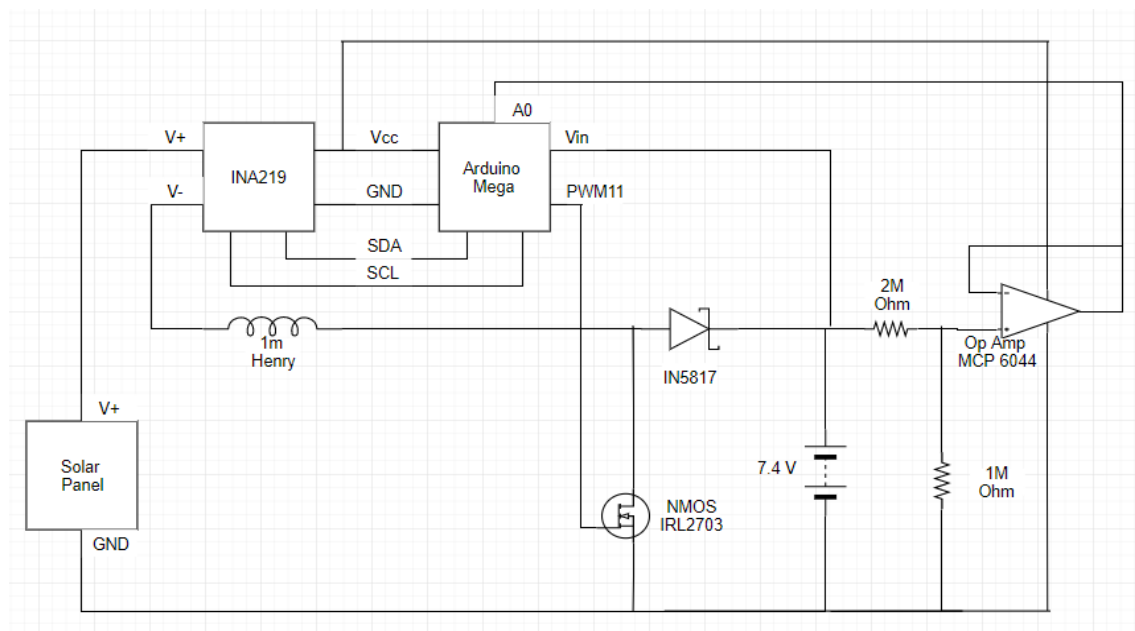 A0
V+
Vcc
Vin
INA219
Arduino
Mega
V-
GND
PWM11
SDA
SCL
1m
Henry
2M
Ohm
Op Amp
MCP 6044
IN5817
V+
Solar
Panel
GND
7.4 V
NMOS
IRL2703
1M
Ohm